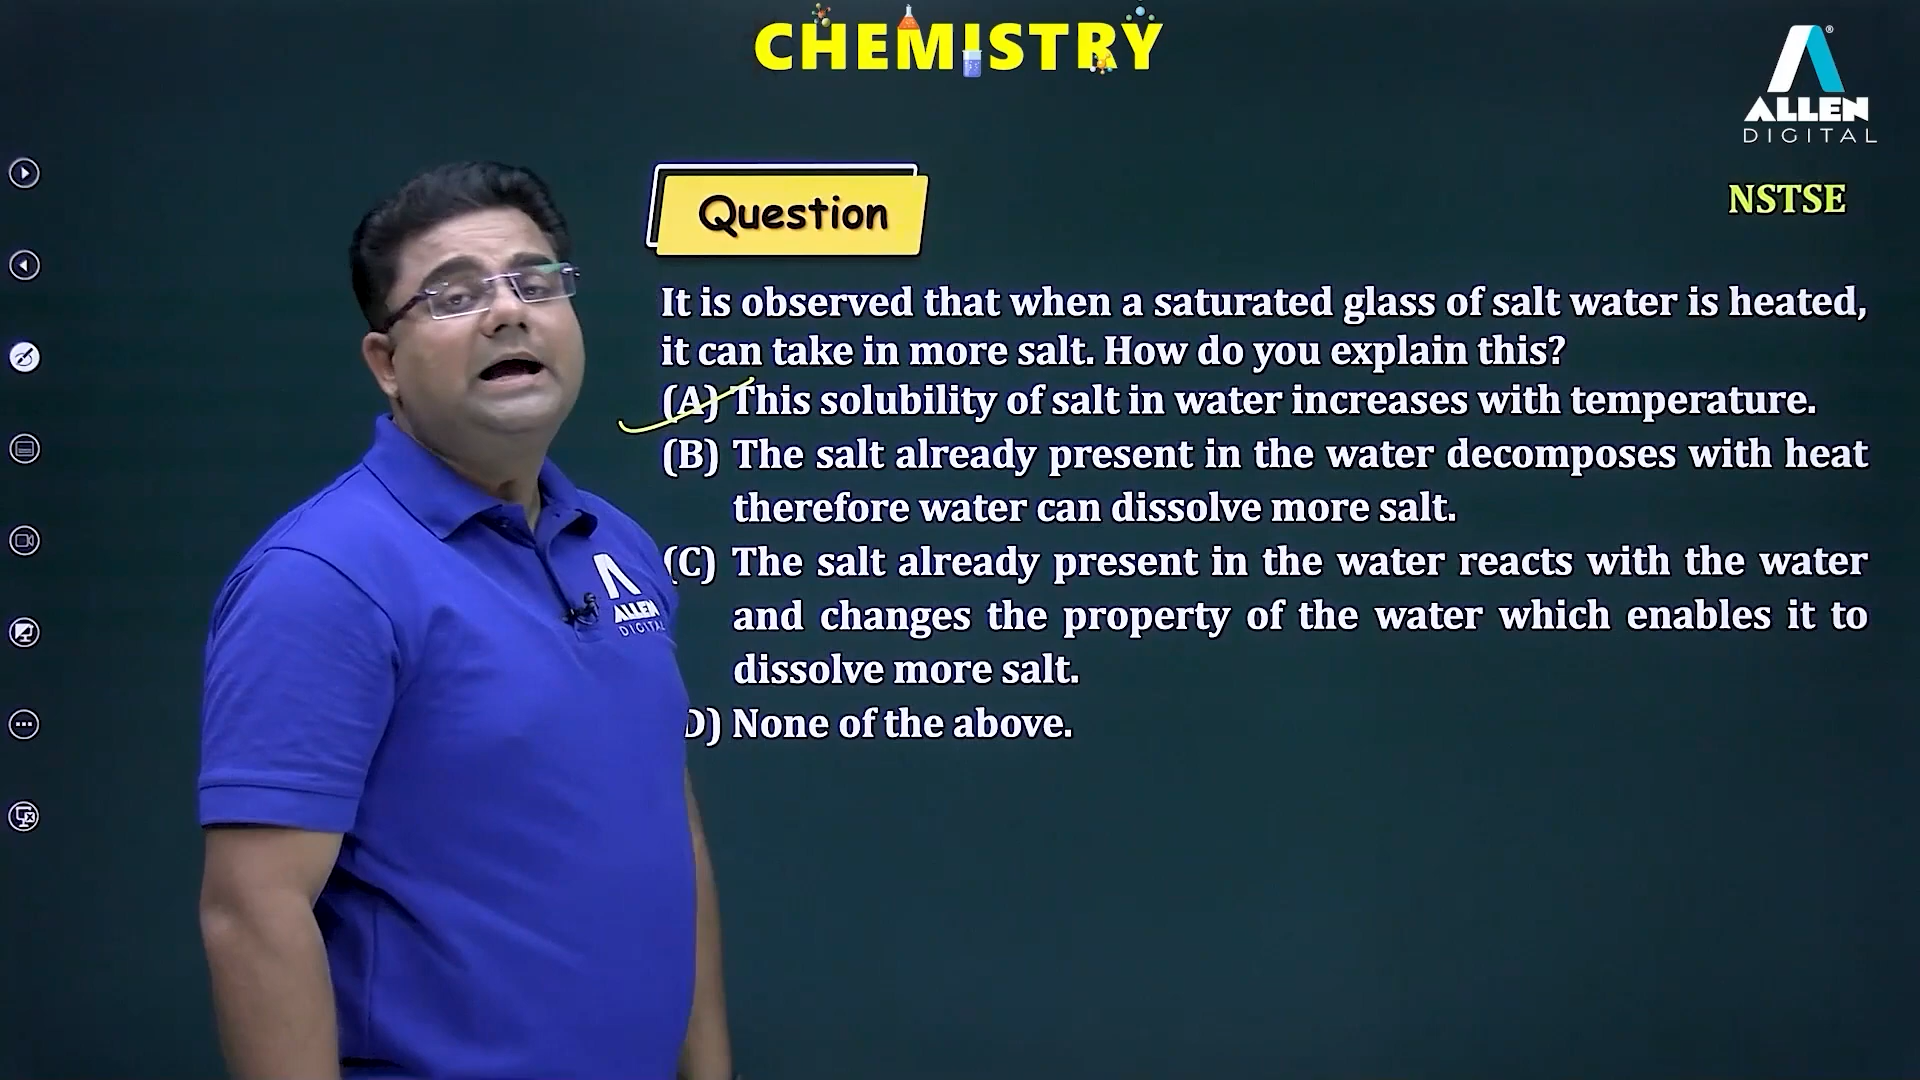 CHEMISTRY
ALLEN
DIGITAL
NSTSE
Question
It is observed that when a saturated glass of salt water is heated,
it can take in more salt. How do you explain this?
(A) This solubility of salt in water increases with temperature.
(B) The salt already present in the water decomposes with heat
therefore water can dissolve more salt.
(C) The salt already present in the water reacts with the water
and changes the property of the water which enables it to
dissolve more salt.
D) None of the above.
ALLEN
DIGITAL